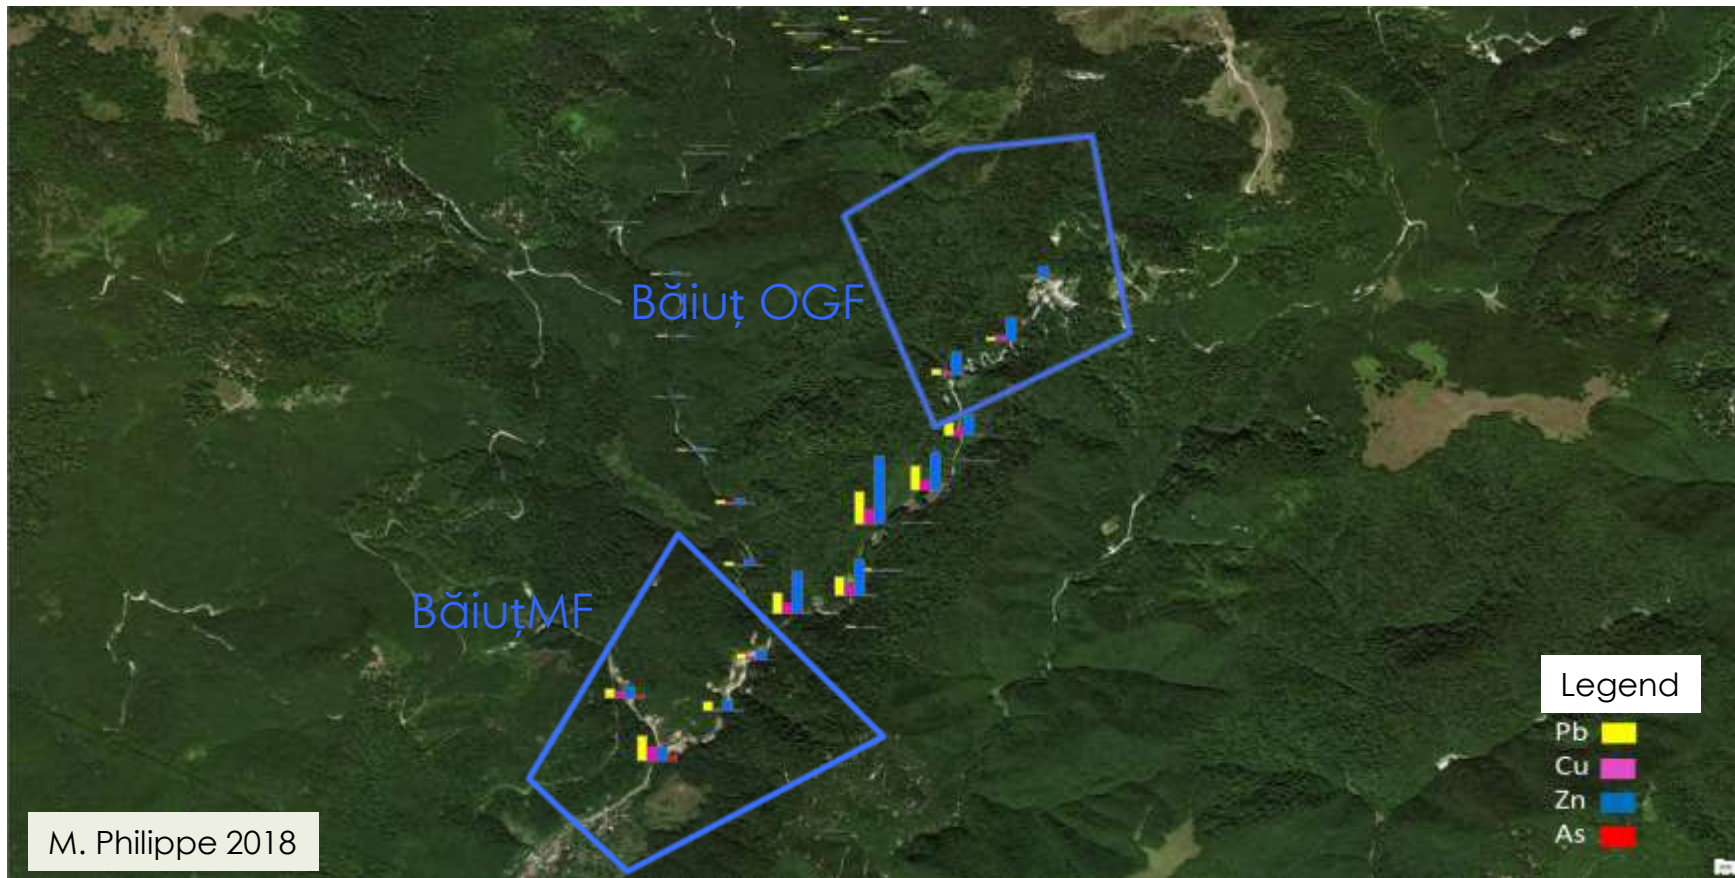 Băiuț OGF
BăiuțMF
Legend
Pb
Cu
Zn
As
M. Philippe 2018